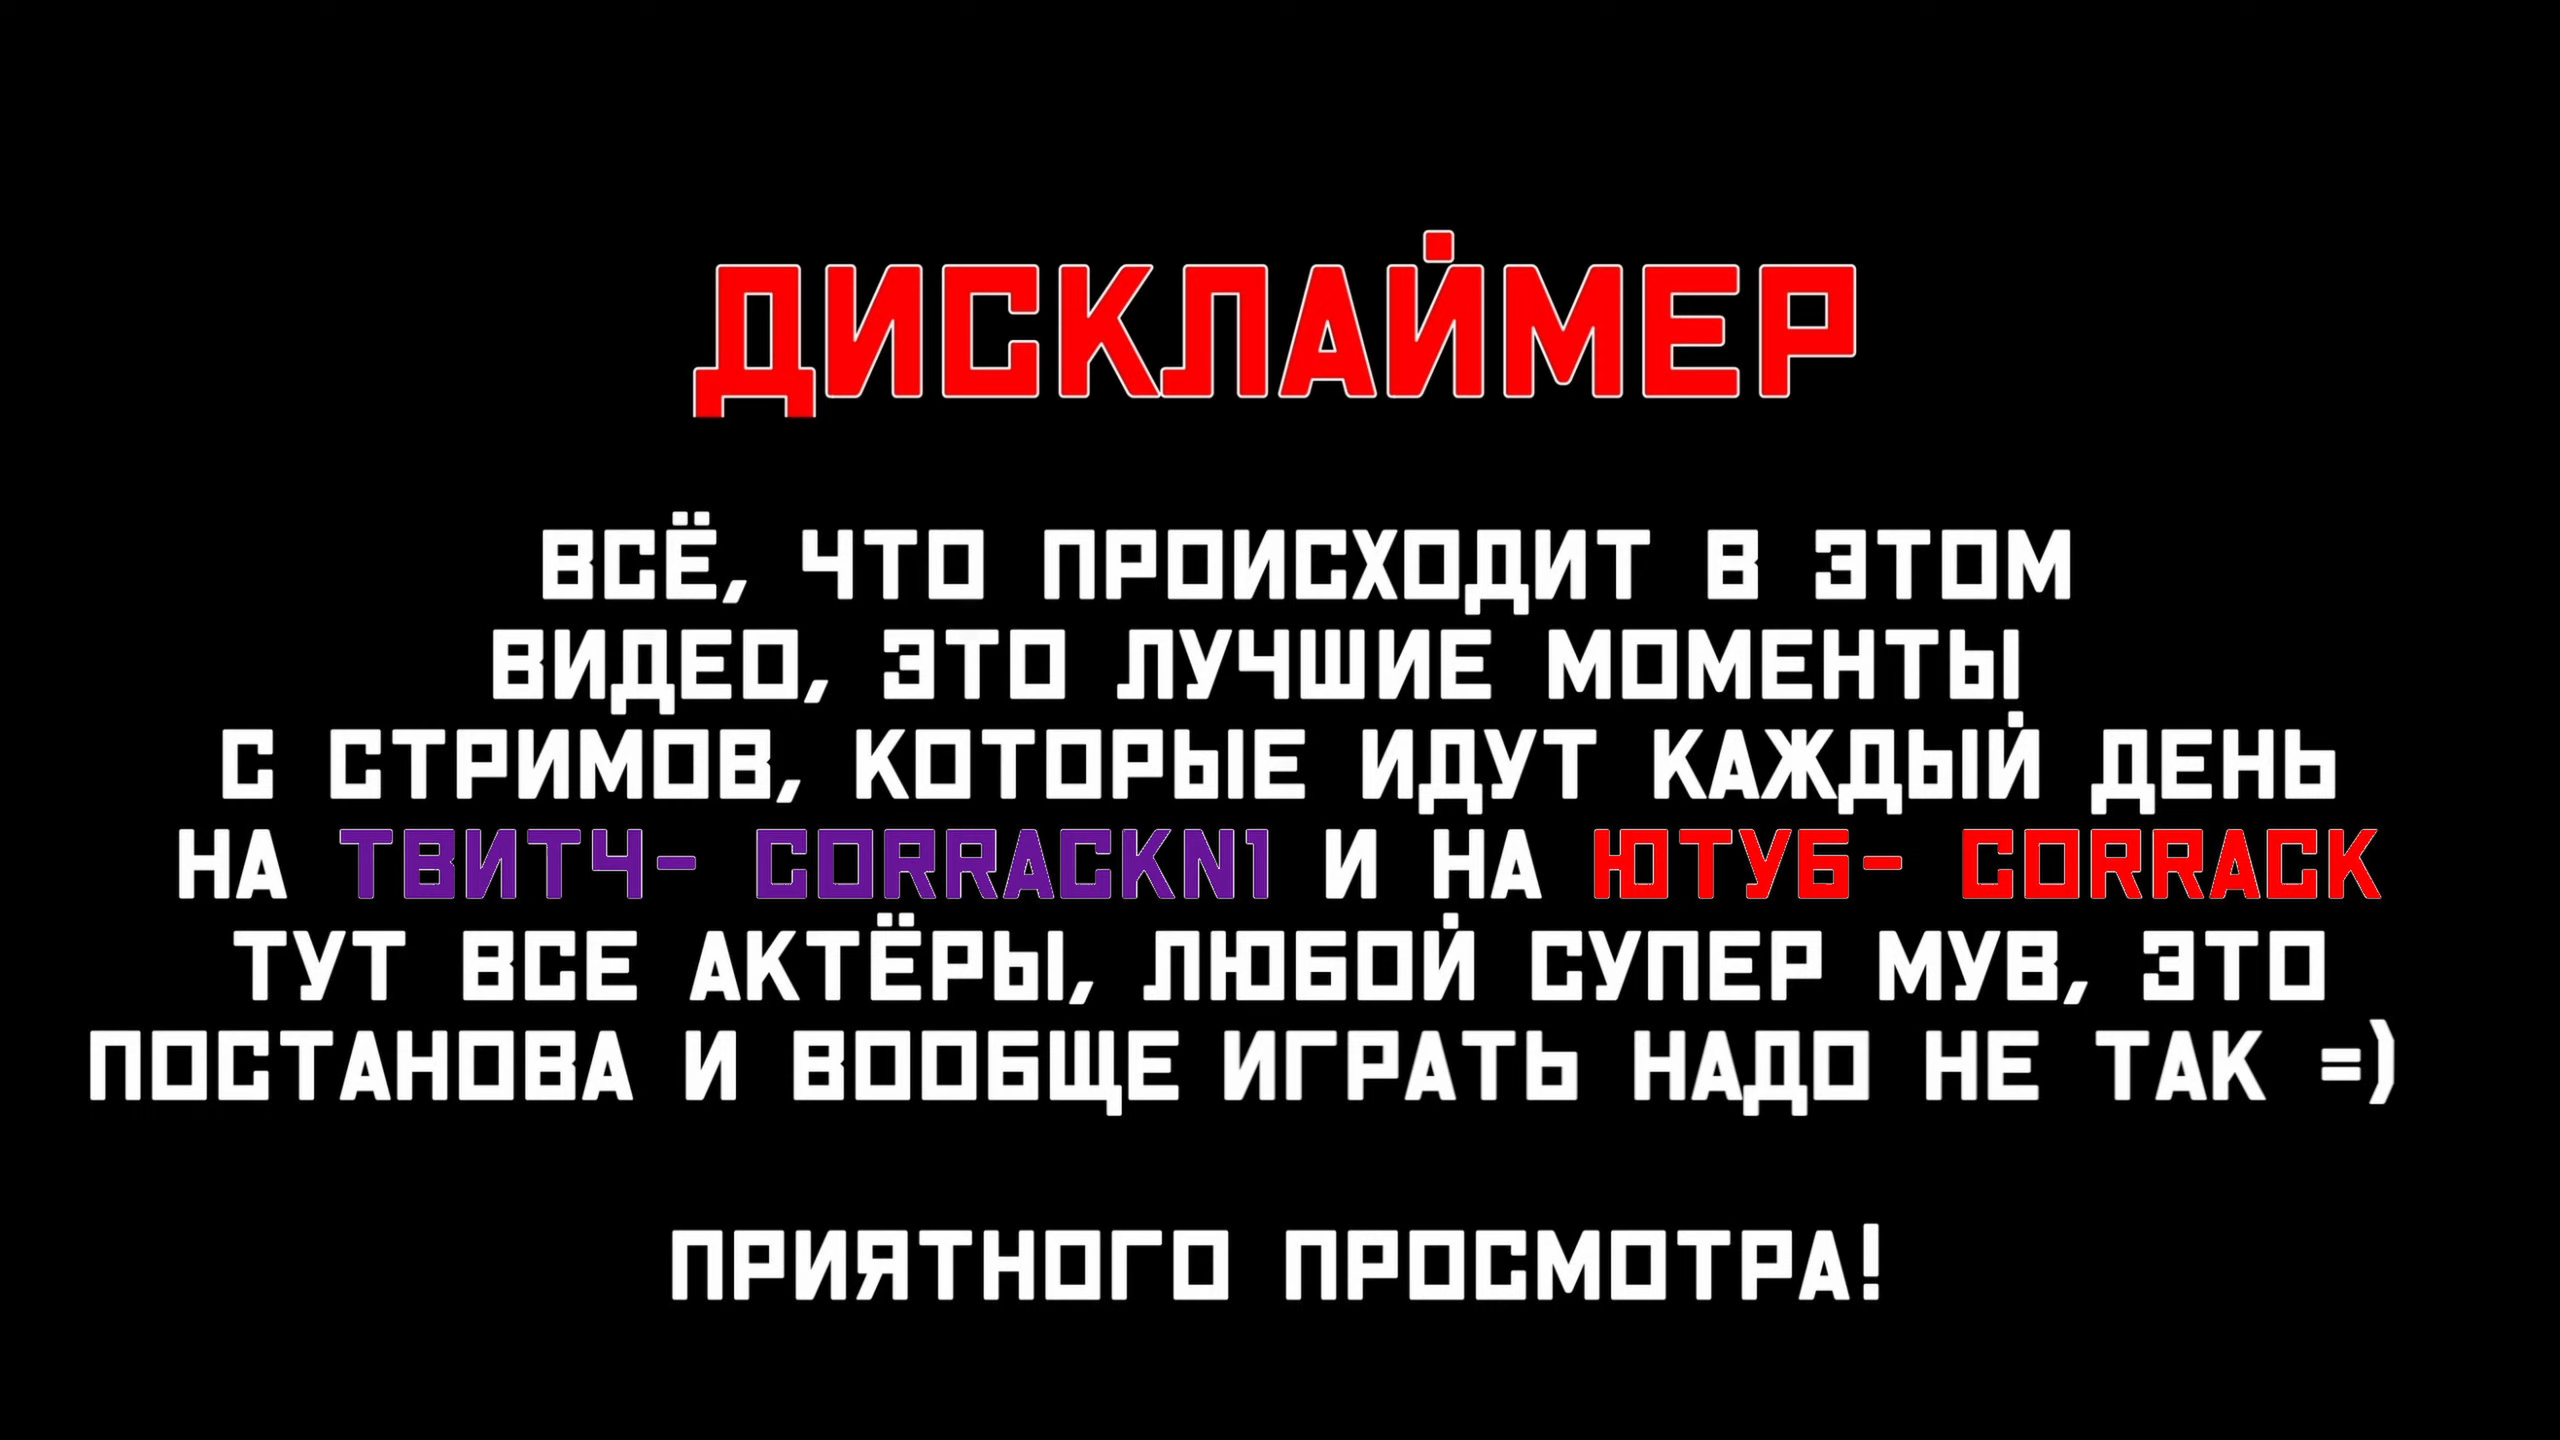 ДИСКЛАЙМЕР
ВСЁ, ЧТО ПРОИСХОДИТ В ЭТОМ
ВИДЕО, ЭТО ЛУЧШИЕ МОМЕНТЫ
С СТРИМОВ, КОТОРЫЕ ИДУТ КАЖДЫЙ ДЕНЬ
НА ТВИТЧ- CORRACKN1 И НА ЮТУБ- CORRACK
ТУТ ВСЕ АКТЁРЫ, ЛЮБОЙ СУПЕР МУВ, ЭТО
ПОСТАНОВА И ВООБЩЕ ИГРАТЬ НАДО НЕ ТАК =)
ПРИЯТНОГО ПРОСМОТРА!